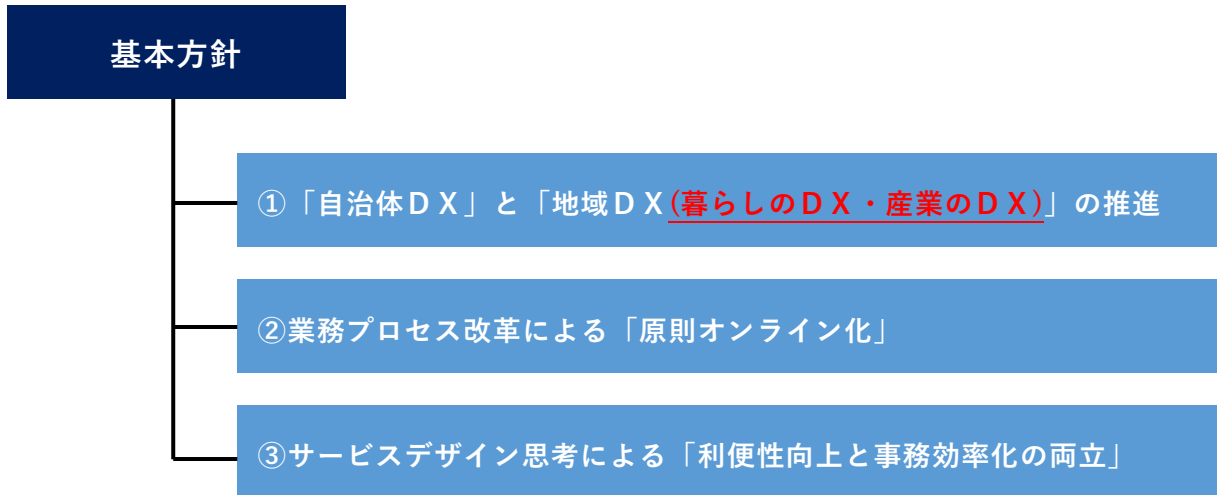 基本方針
①「自治体ＤＸ」と「地域ＤＸ(暮らしのＤＸ・産業のＤＸ)」の推進
②業務プロセス改革による「原則オンライン化」
③サービスデザイン思考による「利便性向上と事務効率化の両立」